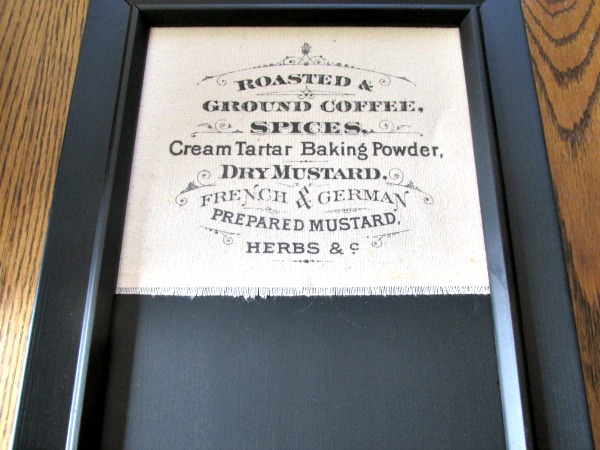 ROASTED &
GROUND COFFEE,
SPICES,
Cream Tartar Baking Powder,
DRY MUSTARD,
FRENCH & GERMAN
PREPARED MUSTARD,
HERBS & c